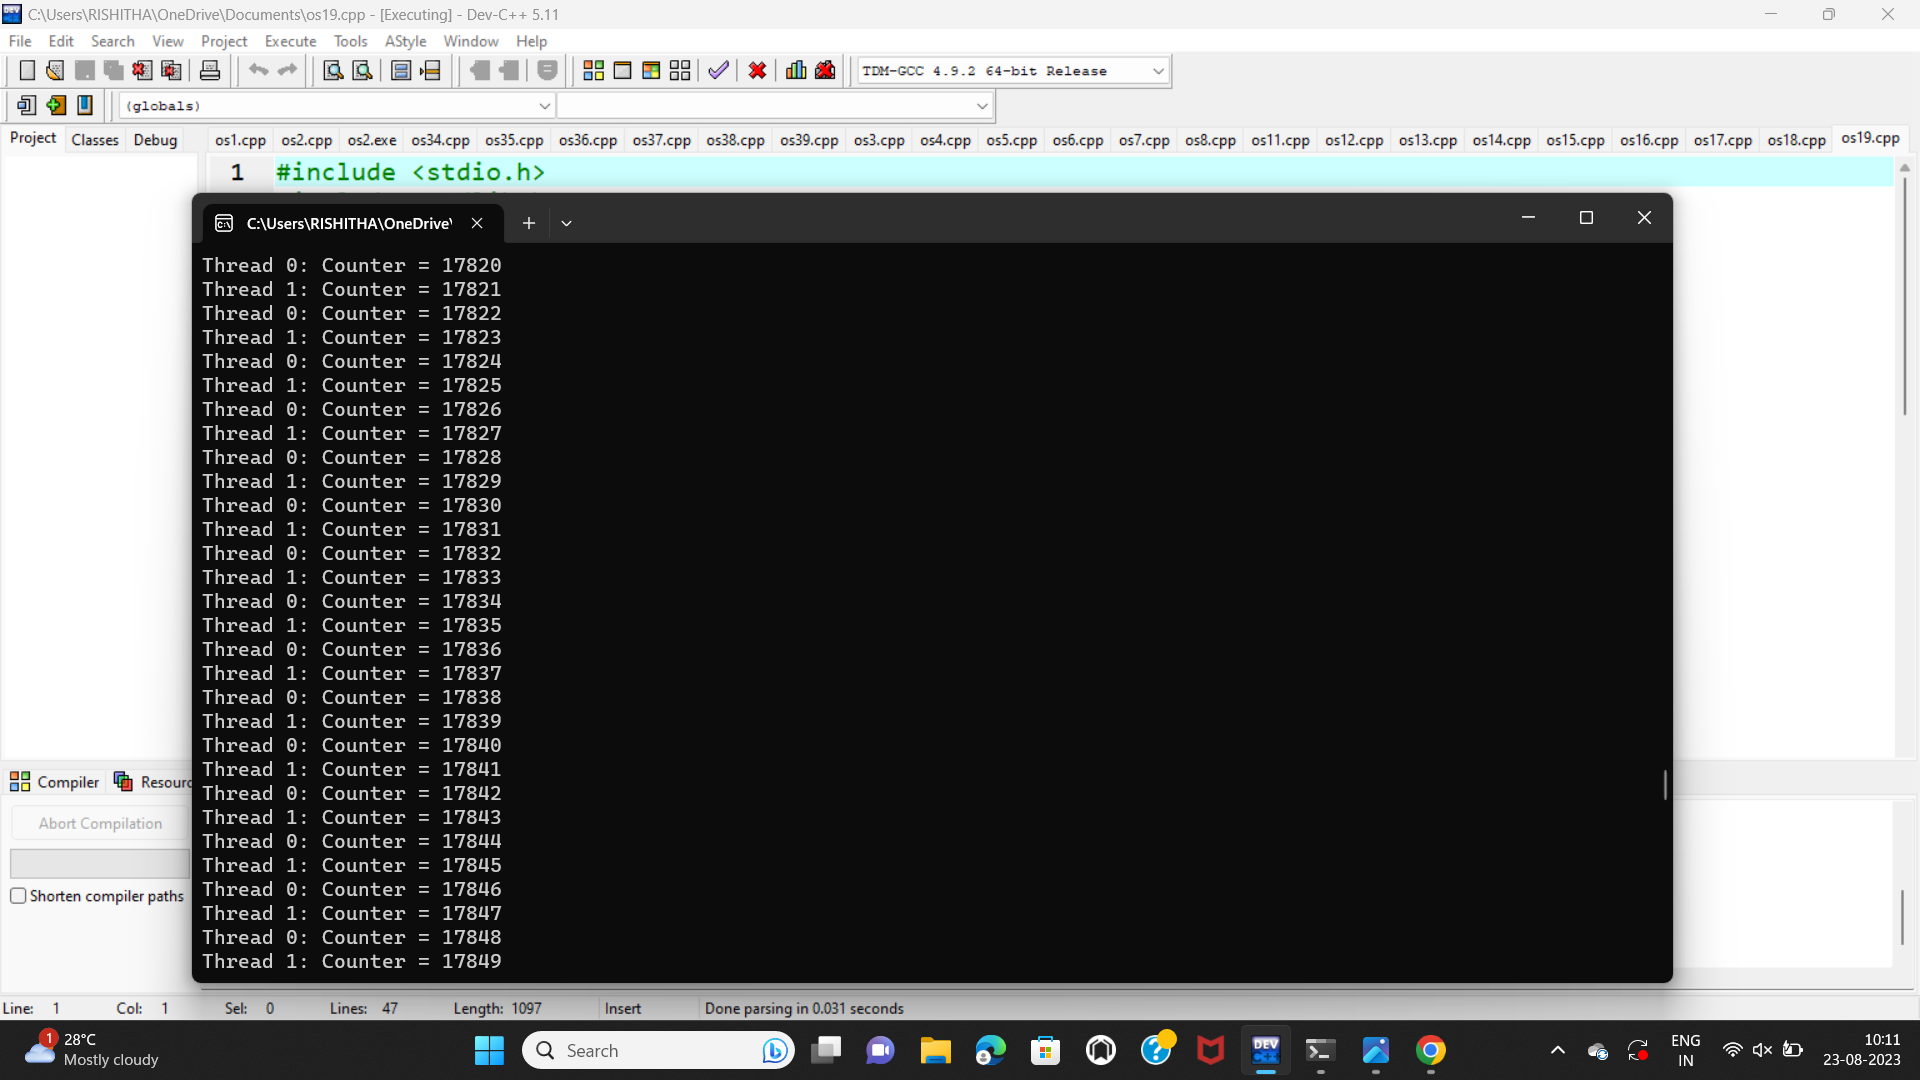 C:\Users\RISHITHA\OneDrive\Documents\os19.cpp - [Executing] - Dev-C++ 5.11
File Edit Search View Project Execute Tools AStyle Window Help
TDM-GCC 4.9.2 64-bit Release
(globals)
Project Classes Debug os1.cpp os2.cpp os2.exe os34.cpp os35.cpp os36.cpp os37.cpp os38.cpp os39.cpp os3.cpp os4.cpp os5.cpp os6.cpp os7.cpp os8.cpp os11.cpp os12.cpp os13.cpp os14.cpp os15.cpp os16.cpp os17.cpp os18.cpp os19.cpp
1 #include <stdio.h>
C:\Users\RISHITHA\OneDrive\
Thread 0: Counter = 17820
Thread 1: Counter = 17821
Thread 0: Counter = 17822
Thread 1: Counter = 17823
Thread 0: Counter = 17824
Thread 1: Counter = 17825
Thread 0: Counter = 17826
Thread 1: Counter = 17827
Thread 0: Counter = 17828
Thread 1: Counter = 17829
Thread 0: Counter = 17830
Thread 1: Counter = 17831
Thread 0: Counter = 17832
Thread 1: Counter = 17833
Thread 0: Counter = 17834
Thread 1: Counter = 17835
Thread 0: Counter = 17836
Thread 1: Counter = 17837
Thread 0: Counter = 17838
Thread 1: Counter = 17839
Thread 0: Counter = 17840
Thread 1: Counter = 17841
Thread 0: Counter = 17842
Thread 1: Counter = 17843
Thread 0: Counter = 17844
Thread 1: Counter = 17845
Thread 0: Counter = 17846
Thread 1: Counter = 17847
Thread 0: Counter = 17848
Thread 1: Counter = 17849
Compiler Resourc
Abort Compilation
Shorten compiler paths
Line: 1 Col: 1 Sel: 0 Lines: 47 Length: 1097 Insert Done parsing in 0.031 seconds
1 28°C
Mostly cloudy
Search
DEV C++
ENG
IN
10:11
23-08-2023